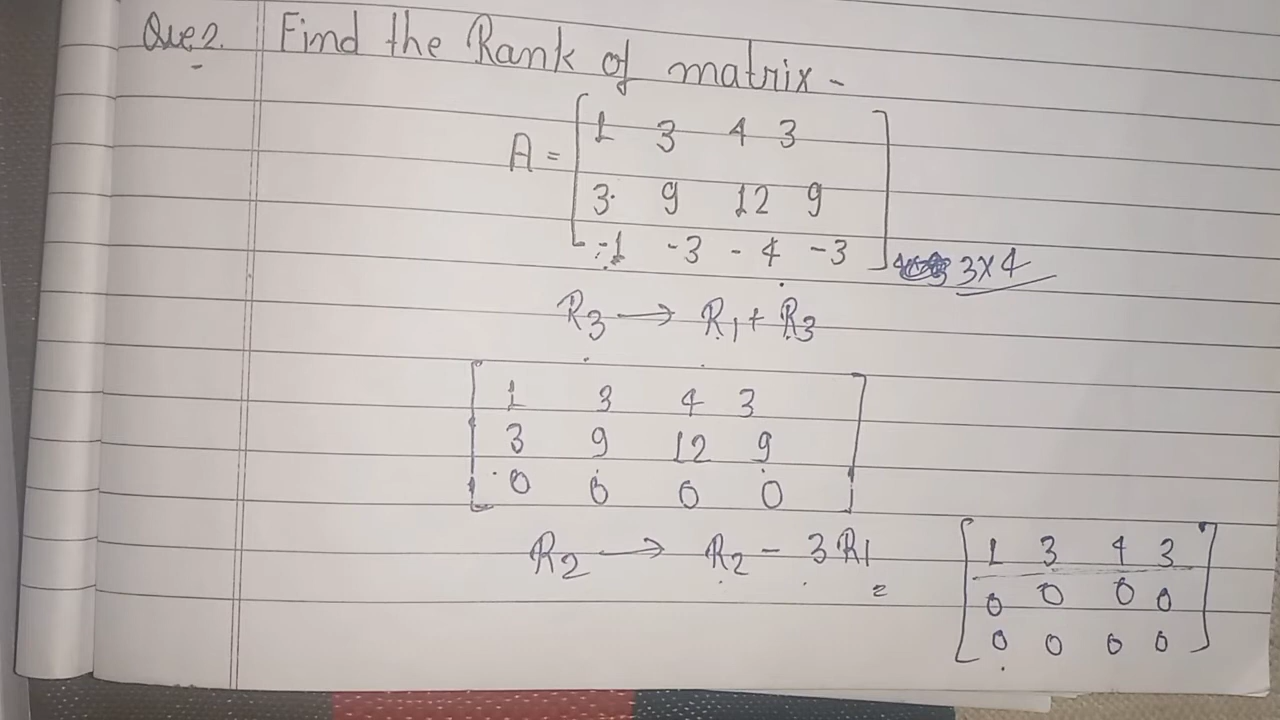 Que 2. Find the Rank of matrix -
A = [ 1 3 4 3
3 9 12 9
-1 -3 -4 -3 ] 3x4
R3 → R1 + R3
[ 1 3 4 3
3 9 12 9
0 0 0 0 ]
R2 → R2 - 3R1
[ 1 3 4 3
0 0 0 0
0 0 0 0 ]